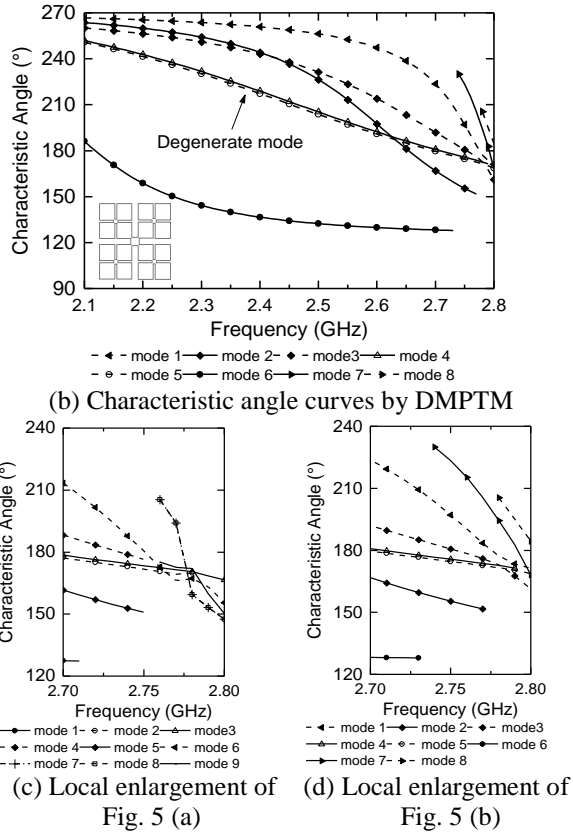 270
240
210
180
150
120
90
Characteristic Angle (°)
Degenerate mode
2.1 2.2 2.3 2.4 2.5 2.6 2.7 2.8
Frequency (GHz)
mode 1 mode 2 mode3 mode 4
mode 5 mode 6 mode 7 mode 8
(b) Characteristic angle curves by DMPTM
240
210
180
150
120
Characteristic Angle (°)
2.70 2.75 2.80
Frequency (GHz)
mode 1 mode 2 mode3
mode 4 mode 5 mode 6
mode 7 mode 8 mode 9
(c) Local enlargement of
Fig. 5 (a)
240
210
180
150
120
Characteristic Angle (°)
2.70 2.75 2.80
Frequency (GHz)
mode 1 mode 2 mode3
mode 4 mode 5 mode 6
mode 7 mode 8
(d) Local enlargement of
Fig. 5 (b)